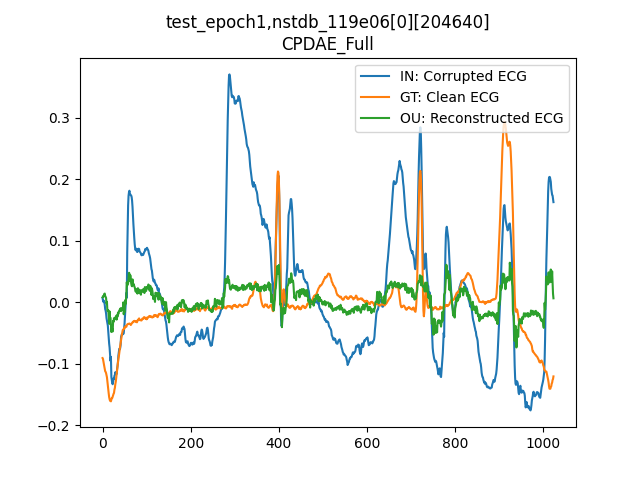 test_epoch1,nstdb_119e06[0][204640]
CPDAE_Full
IN: Corrupted ECG
GT: Clean ECG
OU: Reconstructed ECG
0.3
0.2
0.1
0.0
−0.1
−0.2
0
200
400
600
800
1000